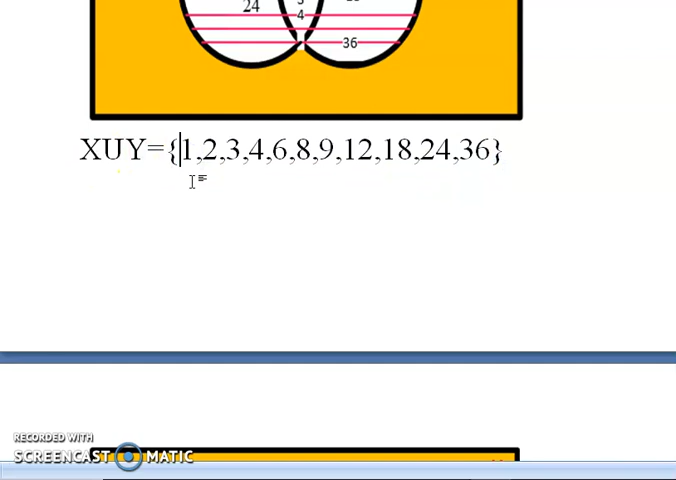 24
4
36
XUY={1,2,3,4,6,8,9,12,18,24,36}
RECORDED WITH
SCREENCAST MATIC